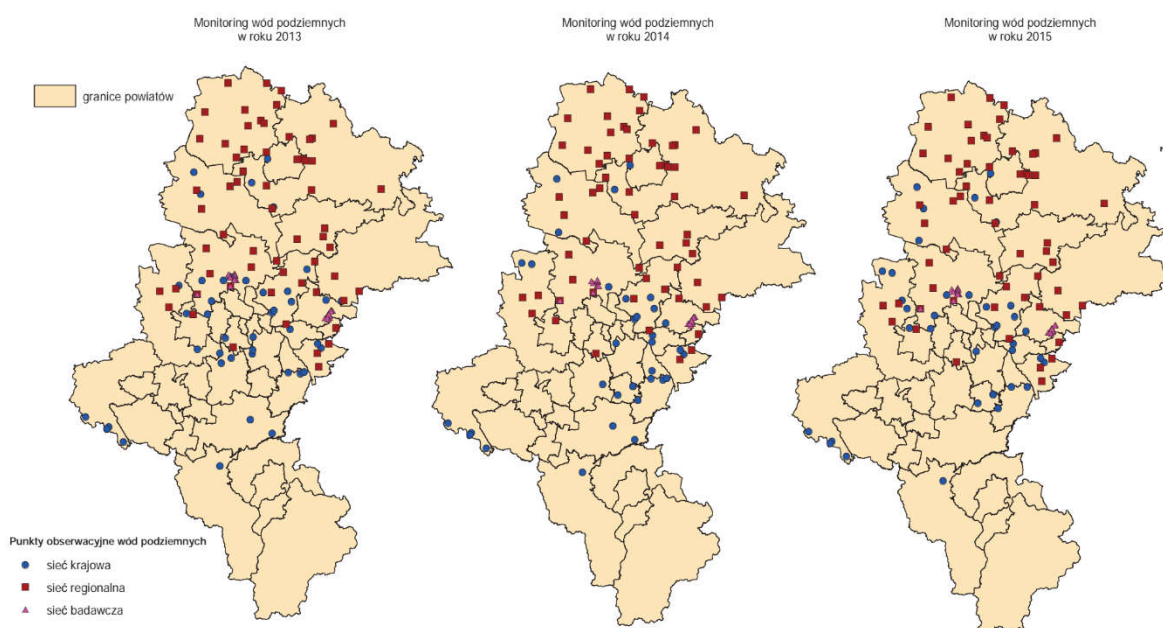 Monitoring wód podziemnych
w roku 2013
Monitoring wód podziemnych
w roku 2014
Monitoring wód podziemnych
w roku 2015
granice powiatów
Punkty obserwacyjne wód podziemnych
sieć krajowa
sieć regionalna
sieć badawcza